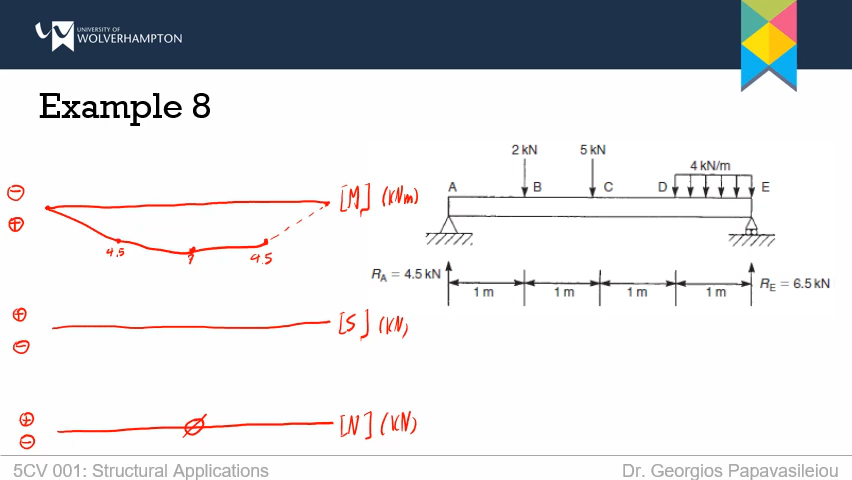 UNIVERSITY OF
WOLVERHAMPTON
Example 8
2 kN 5 kN
4 kN/m
A B C D E
⊖
[M] (kNm)
⊕
4.5 7 4.5
R_A = 4.5 kN
R_E = 6.5 kN
1 m 1 m 1 m 1 m
⊕
[S] (kN)
⊖
⊕
[N] (kN)
⊖
5CV 001: Structural Applications
Dr. Georgios Papavasileiou